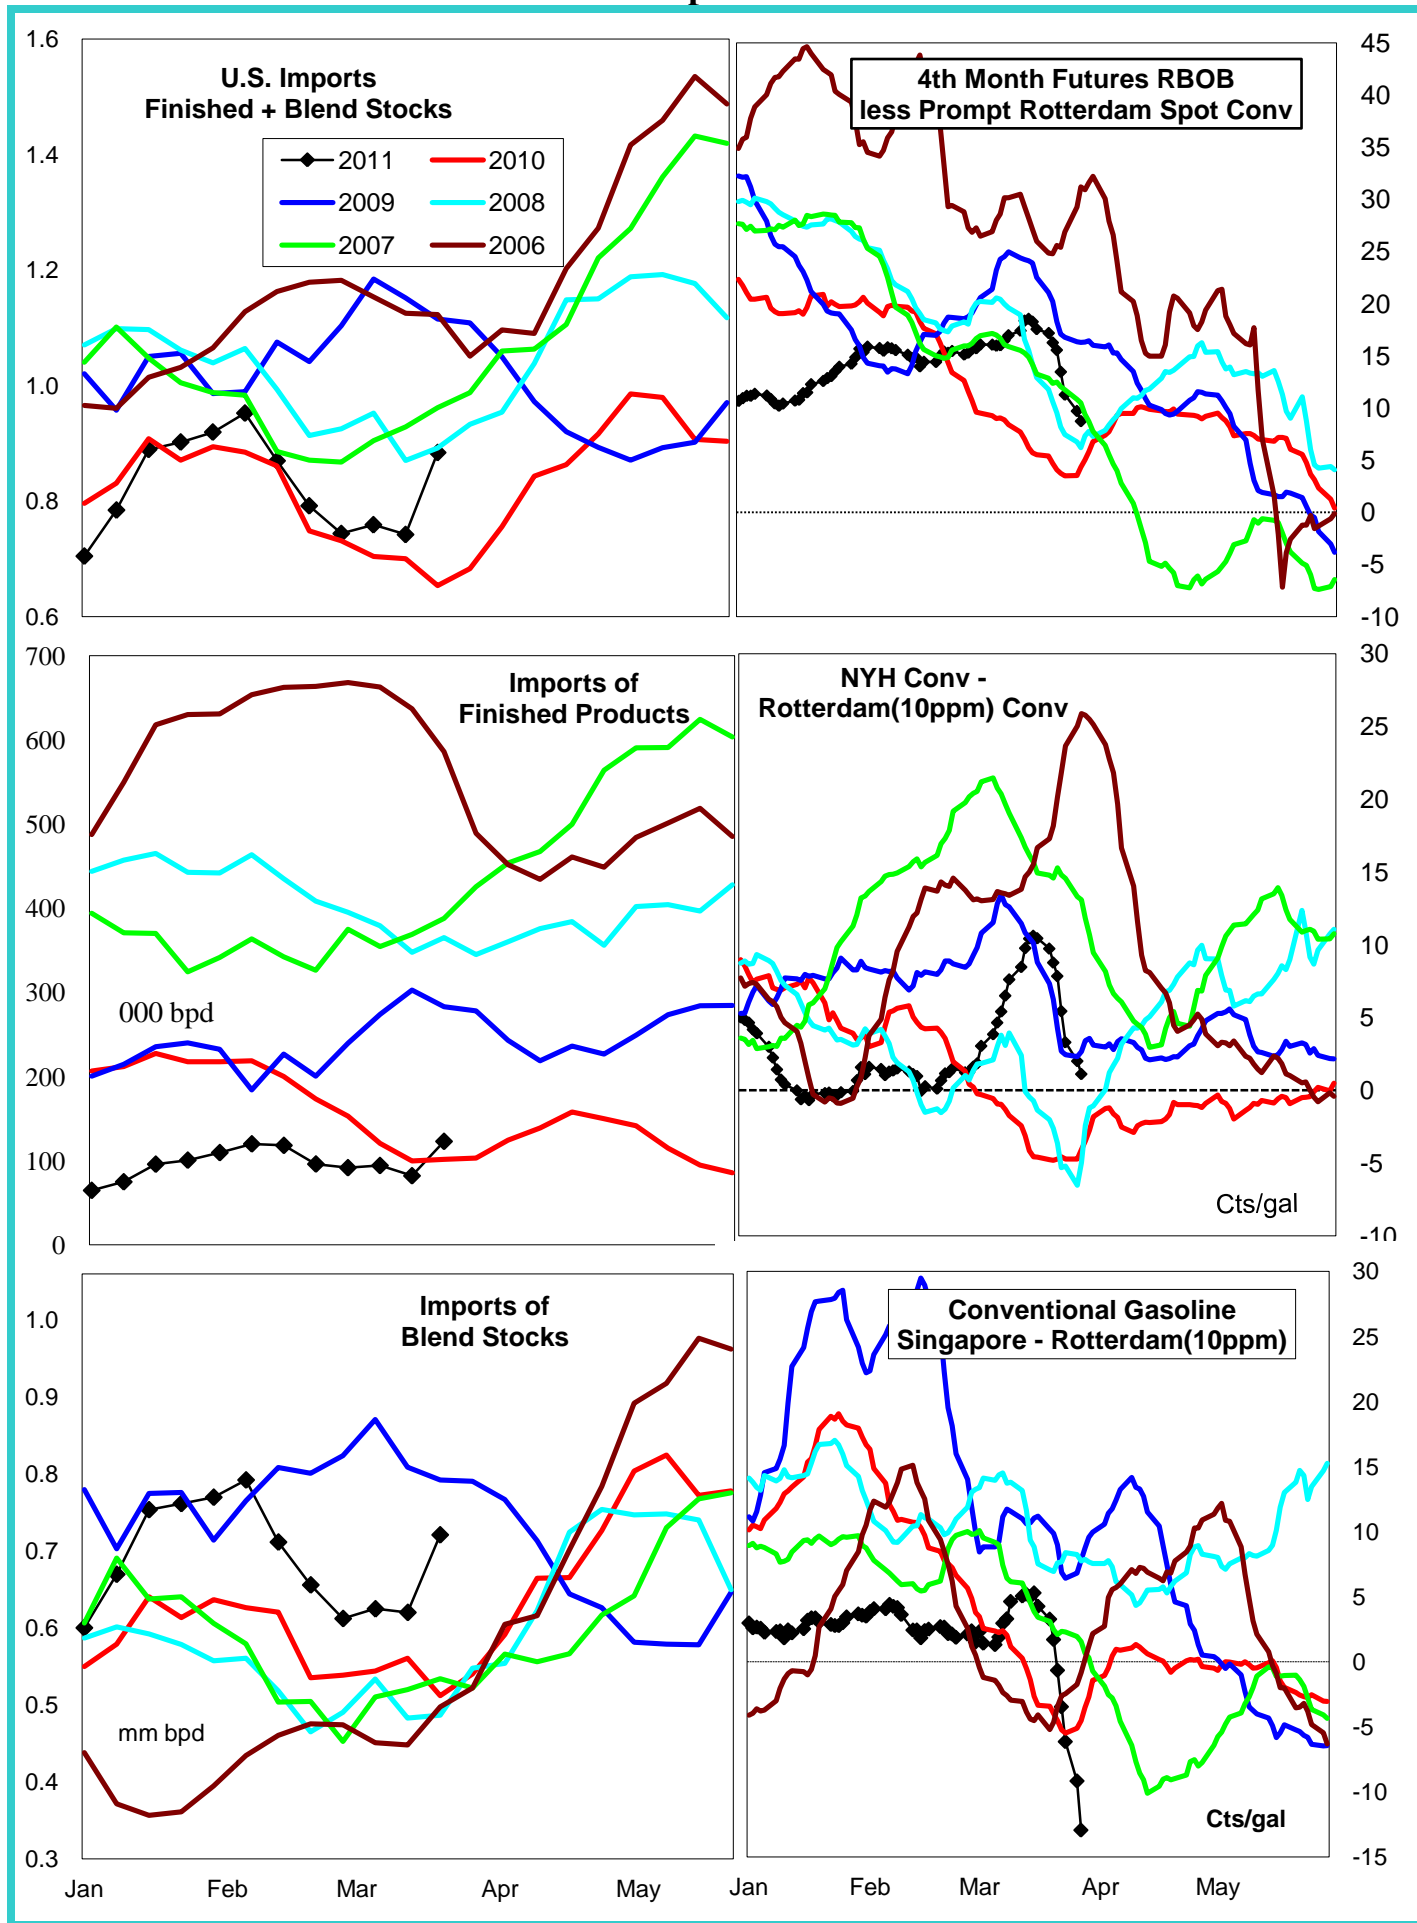 p
1.6
1.4
1.2
1.0
0.8
0.6
U.S. Imports
Finished + Blend Stocks
2011 2010
2009 2008
2007 2006
4th Month Futures RBOB
less Prompt Rotterdam Spot Conv
45
40
35
30
25
20
15
10
5
0
-5
-10
700
600
500
400
300
200
100
0
Imports of
Finished Products
000 bpd
NYH Conv -
Rotterdam(10ppm) Conv
Cts/gal
30
25
20
15
10
5
0
-5
-10
1.0
0.9
0.8
0.7
0.6
0.5
0.4
0.3
Imports of
Blend Stocks
mm bpd
Jan Feb Mar Apr May
Conventional Gasoline
Singapore - Rotterdam(10ppm)
Cts/gal
30
25
20
15
10
5
0
-5
-10
-15
Jan Feb Mar Apr May